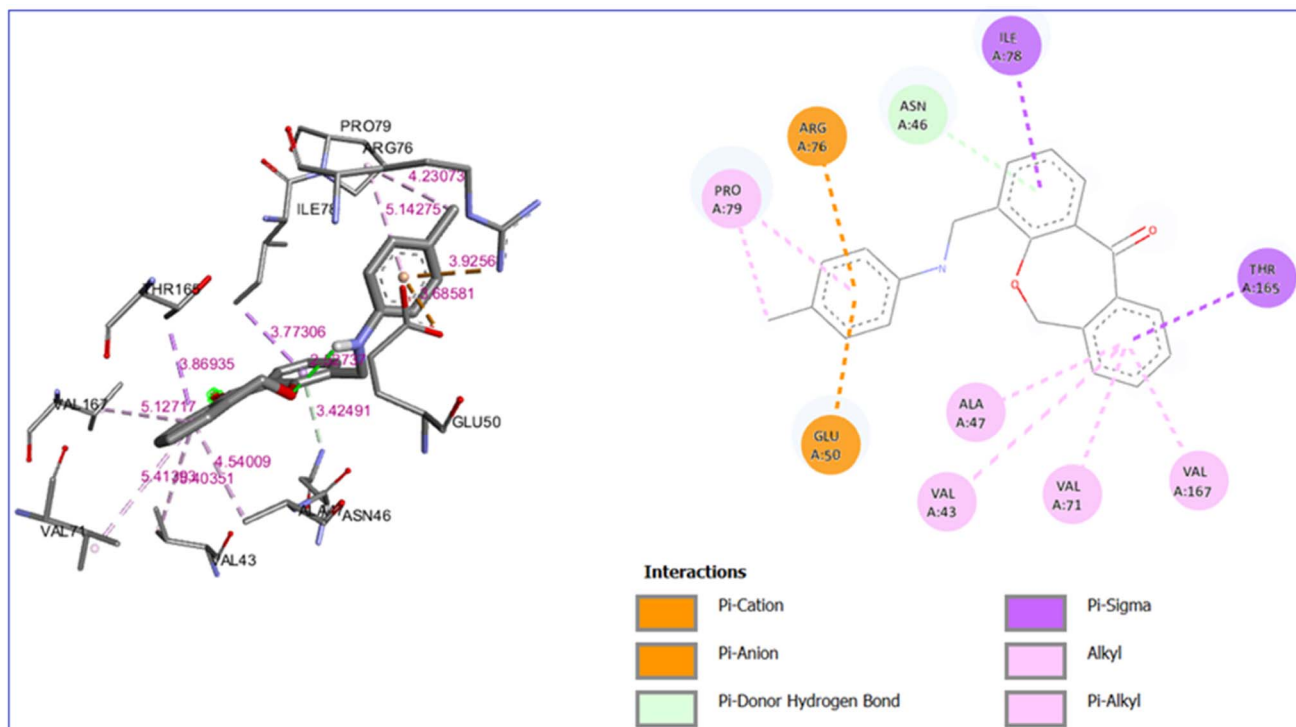 PRO79
ARG76
4.23073
ILE78
5.14275
3.9256
3.68581
THR165
3.77306
3.86935
3.42491
VAL167
5.12717
GLU50
4.54009
VAL71
VAL43
ASN46
ILE
A:78
ASN
A:46
ARG
A:76
PRO
A:79
N
O
O
THR
A:165
ALA
A:47
GLU
A:50
VAL
A:43
VAL
A:71
VAL
A:167
Interactions
Pi-Cation
Pi-Anion
Pi-Donor Hydrogen Bond
Pi-Sigma
Alkyl
Pi-Alkyl